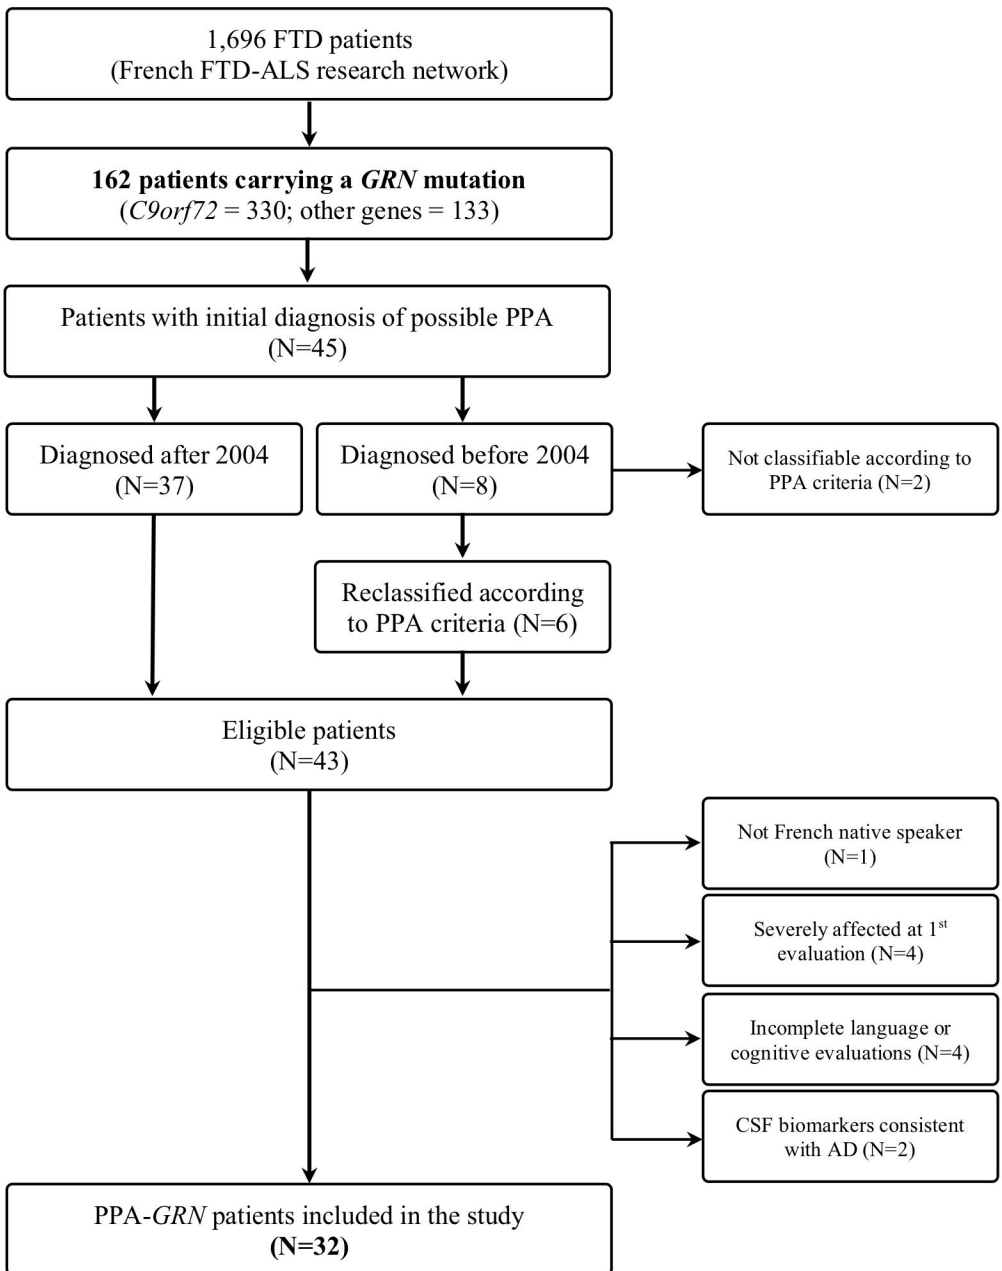 1,696 FTD patients
(French FTD-ALS research network)
162 patients carrying a GRN mutation
(C9orf72 = 330; other genes = 133)
Patients with initial diagnosis of possible PPA
(N=45)
Diagnosed after 2004
(N=37)
Diagnosed before 2004
(N=8)
Not classifiable according to
PPA criteria (N=2)
Reclassified according
to PPA criteria (N=6)
Eligible patients
(N=43)
Not French native speaker
(N=1)
Severely affected at 1st
evaluation (N=4)
Incomplete language or
cognitive evaluations (N=4)
CSF biomarkers consistent
with AD (N=2)
PPA-GRN patients included in the study
(N=32)